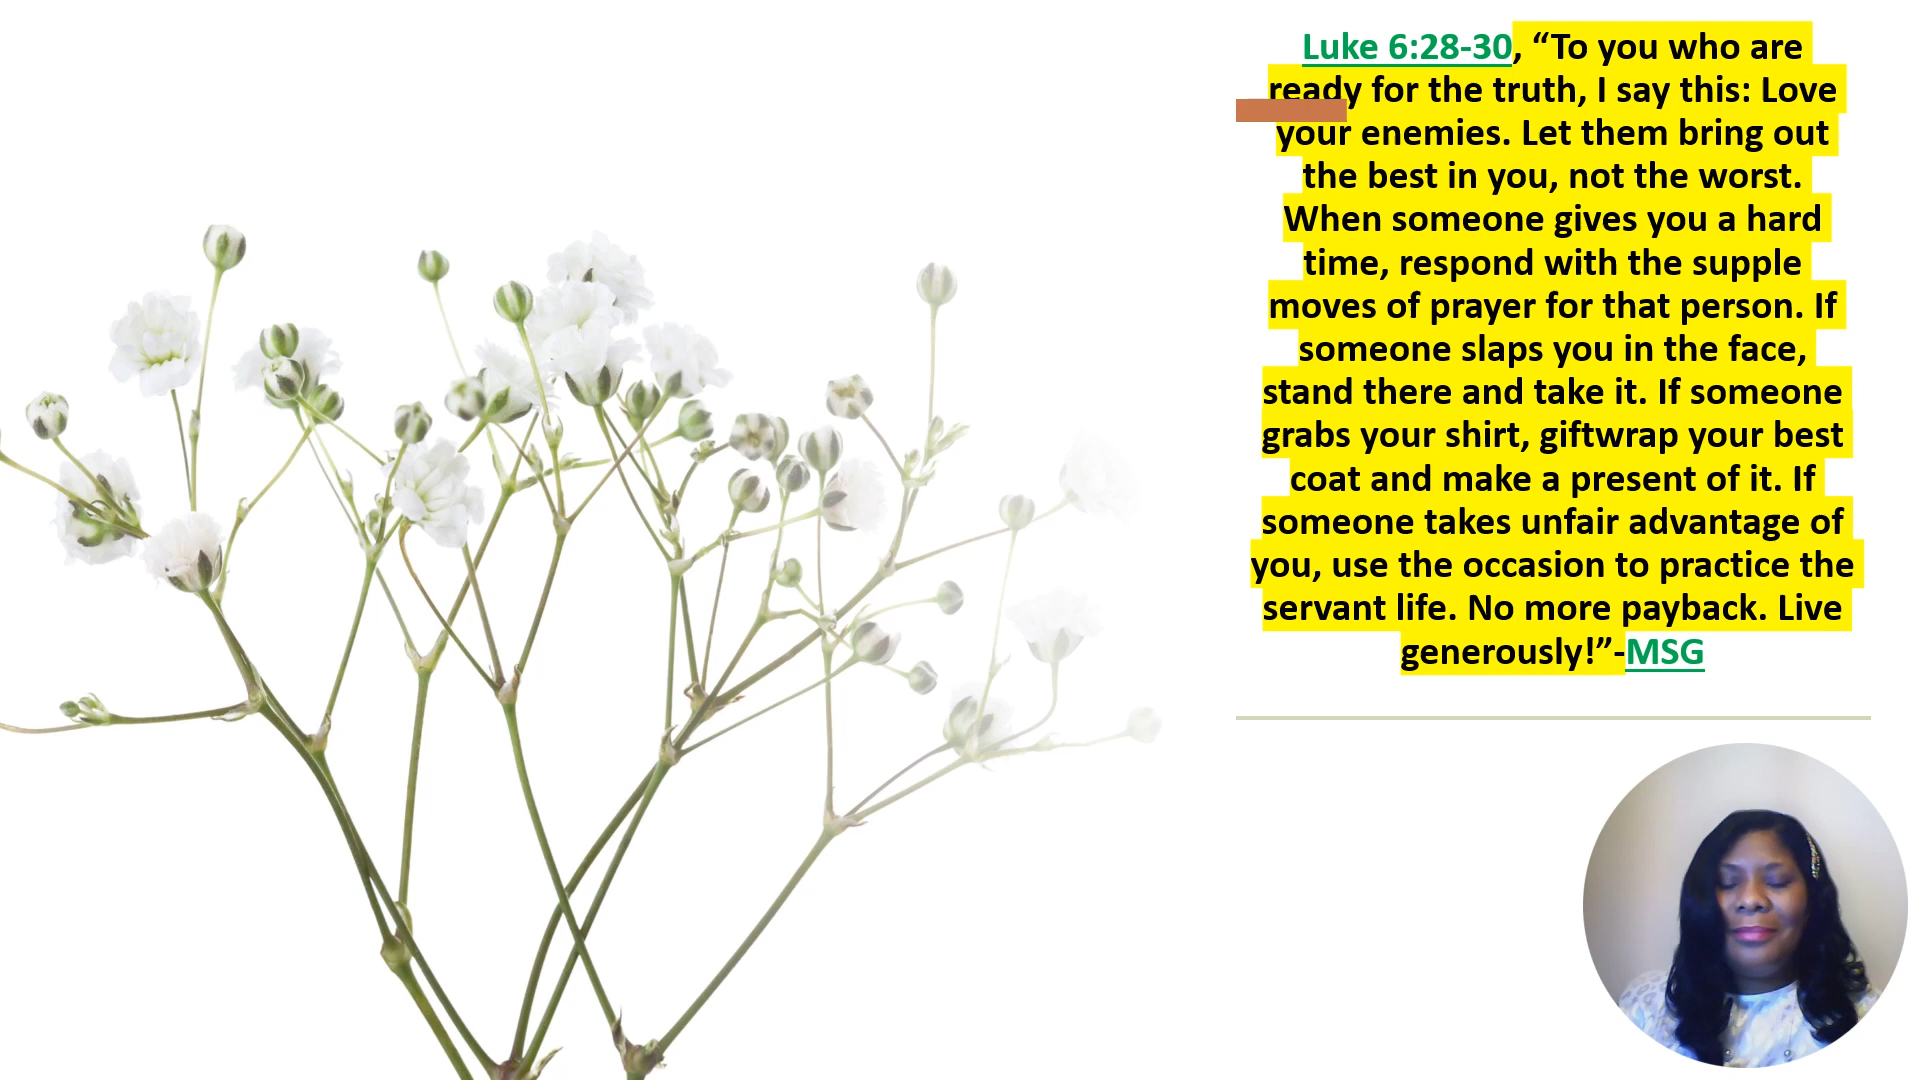 Luke 6:28-30, “To you who are
ready for the truth, I say this: Love
your enemies. Let them bring out
the best in you, not the worst.
When someone gives you a hard
time, respond with the supple
moves of prayer for that person. If
someone slaps you in the face,
stand there and take it. If someone
grabs your shirt, giftwrap your best
coat and make a present of it. If
someone takes unfair advantage of
you, use the occasion to practice the
servant life. No more payback. Live
generously!”-MSG